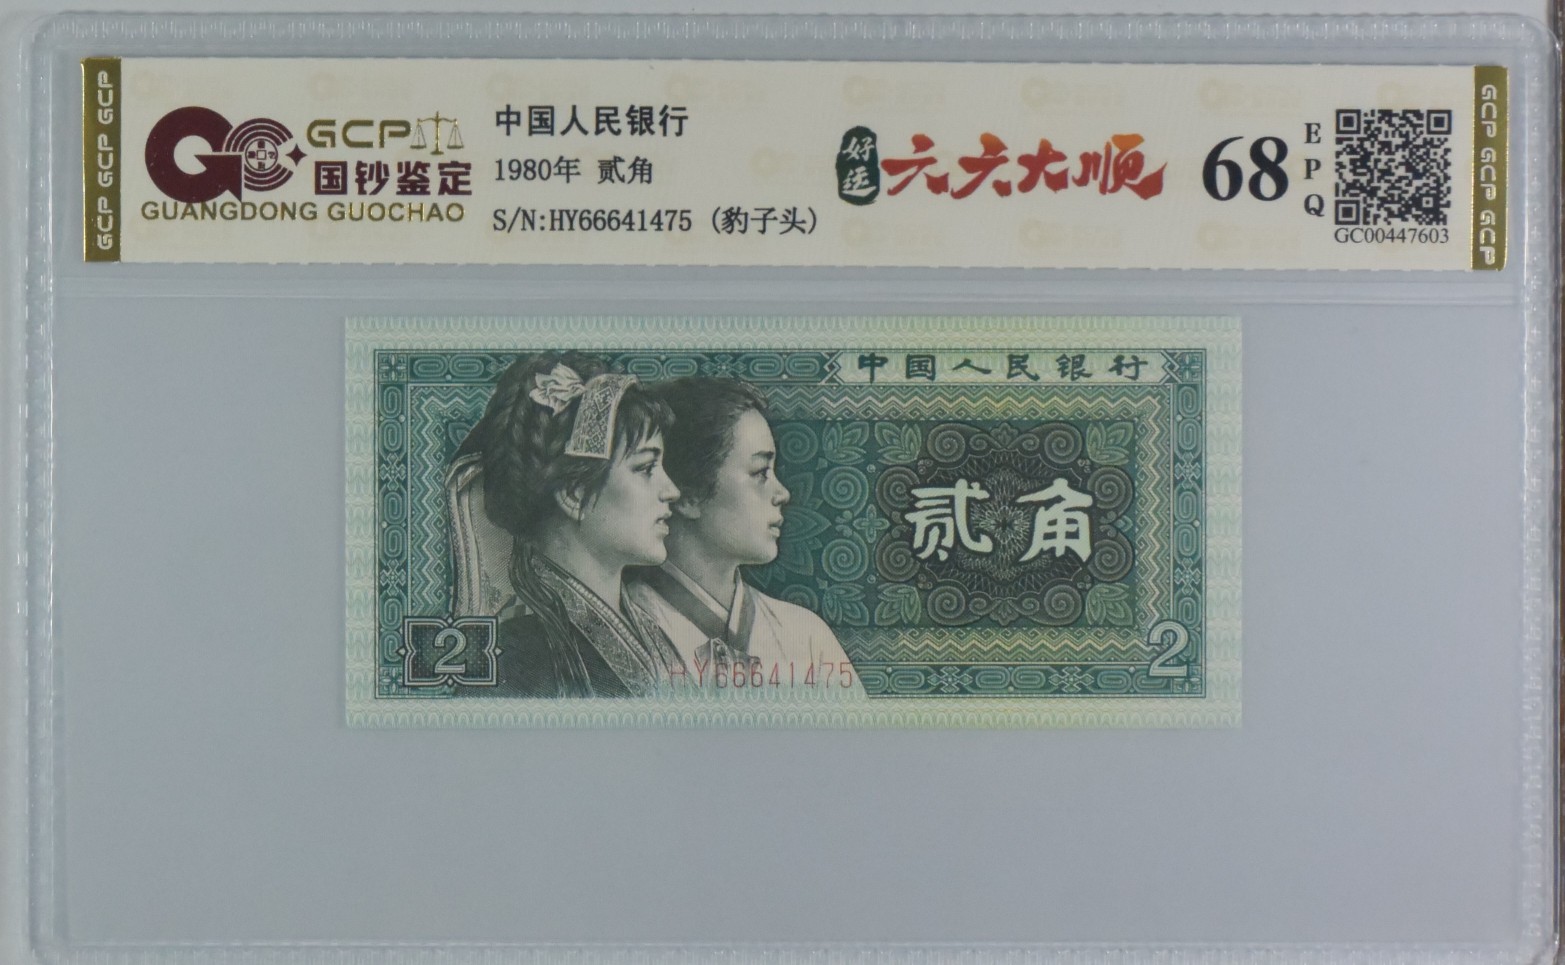 GCP GCP GCP
GCP
国钞鉴定
GUANGDONG GUOCHAO
中国人民银行
1980年 贰角
S/N:HY66641475 (豹子头)
好运
六六大顺
68
EPQ
GC00447603
GCP GCP GCP
中国人民银行
贰角
2
2
HY66641475